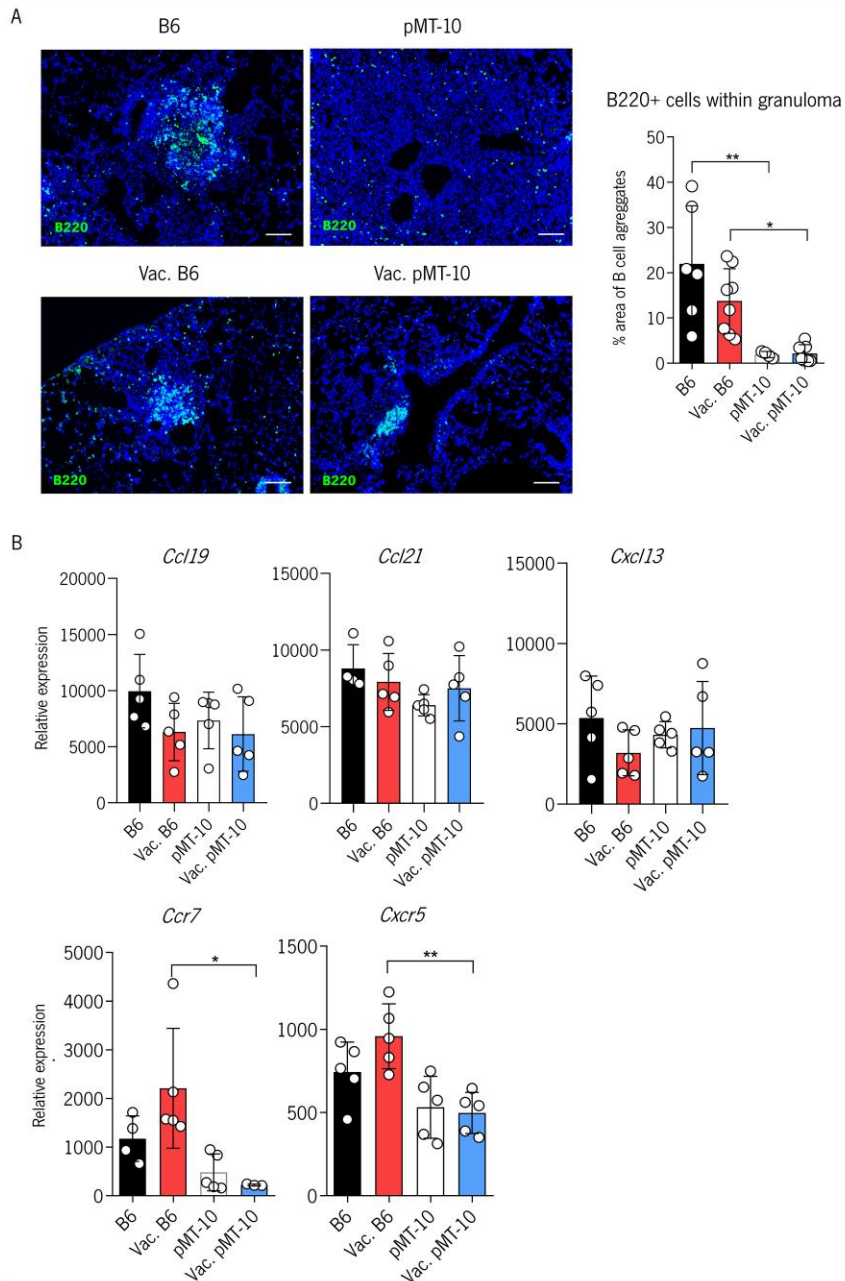 A
B6
pMT-10
B220
B220
Vac. B6
Vac. pMT-10
B220
B220
B220+ cells within granuloma
% area of B cell agreggates
50
40
30
20
10
0
**
*
B6
Vac. B6
pMT-10
Vac. pMT-10
B
Ccl19
Relative expression
20000
15000
10000
5000
0
B6
Vac. B6
pMT-10
Vac. pMT-10
Ccl21
15000
10000
5000
0
B6
Vac. B6
pMT-10
Vac. pMT-10
Cxcl13
15000
10000
5000
0
B6
Vac. B6
pMT-10
Vac. pMT-10
Ccr7
Relative expression
5000
4000
3000
2000
1000
0
*
B6
Vac. B6
pMT-10
Vac. pMT-10
Cxcr5
1500
1000
500
0
**
B6
Vac. B6
pMT-10
Vac. pMT-10